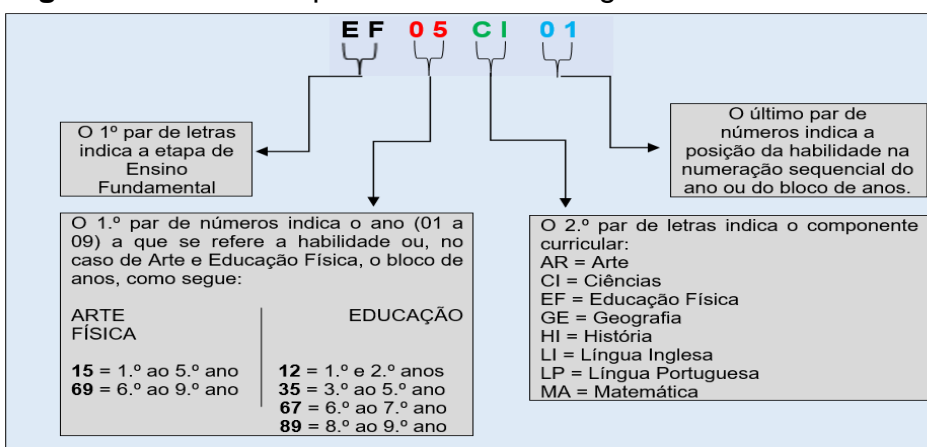 EF 05 CI 01
O 1º par de letras
indica a etapa de
Ensino
Fundamental
O último par de
números indica a
posição da habilidade na
numeração sequencial do
ano ou do bloco de anos.
O 1.º par de números indica o ano (01 a
09) a que se refere a habilidade ou, no
caso de Arte e Educação Física, o bloco de
anos, como segue:
ARTE EDUCAÇÃO
FÍSICA
15 = 1.º ao 5.º ano
69 = 6.º ao 9.º ano
12 = 1.º e 2.º anos
35 = 3.º ao 5.º ano
67 = 6.º ao 7.º ano
89 = 8.º ao 9.º ano
O 2.º par de letras indica o componente
curricular:
AR = Arte
CI = Ciências
EF = Educação Física
GE = Geografia
HI = História
LI = Língua Inglesa
LP = Língua Portuguesa
MA = Matemática